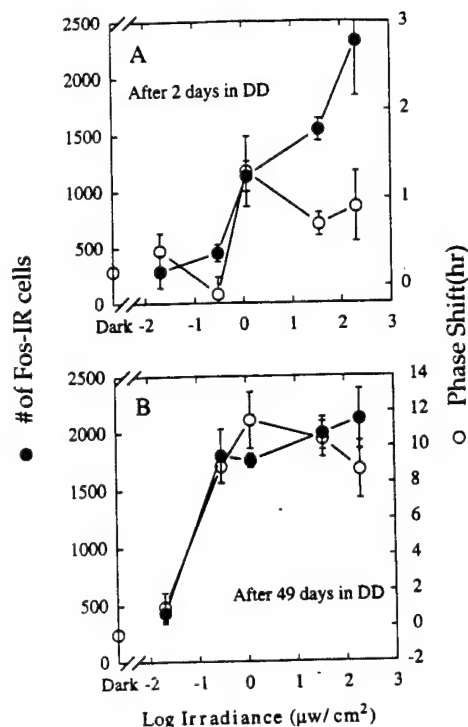 A
After 2 days in DD
2500
2000
1500
1000
500
0
3
2
1
0
Dark -2 -1 0 1 2 3
B
After 49 days in DD
2500
2000
1500
1000
500
0
14
12
10
8
6
4
2
0
-2
Dark -2 -1 0 1 2 3
Log Irradiance (μw/ cm²)
# of Fos-IR cells
Phase Shift(hr)